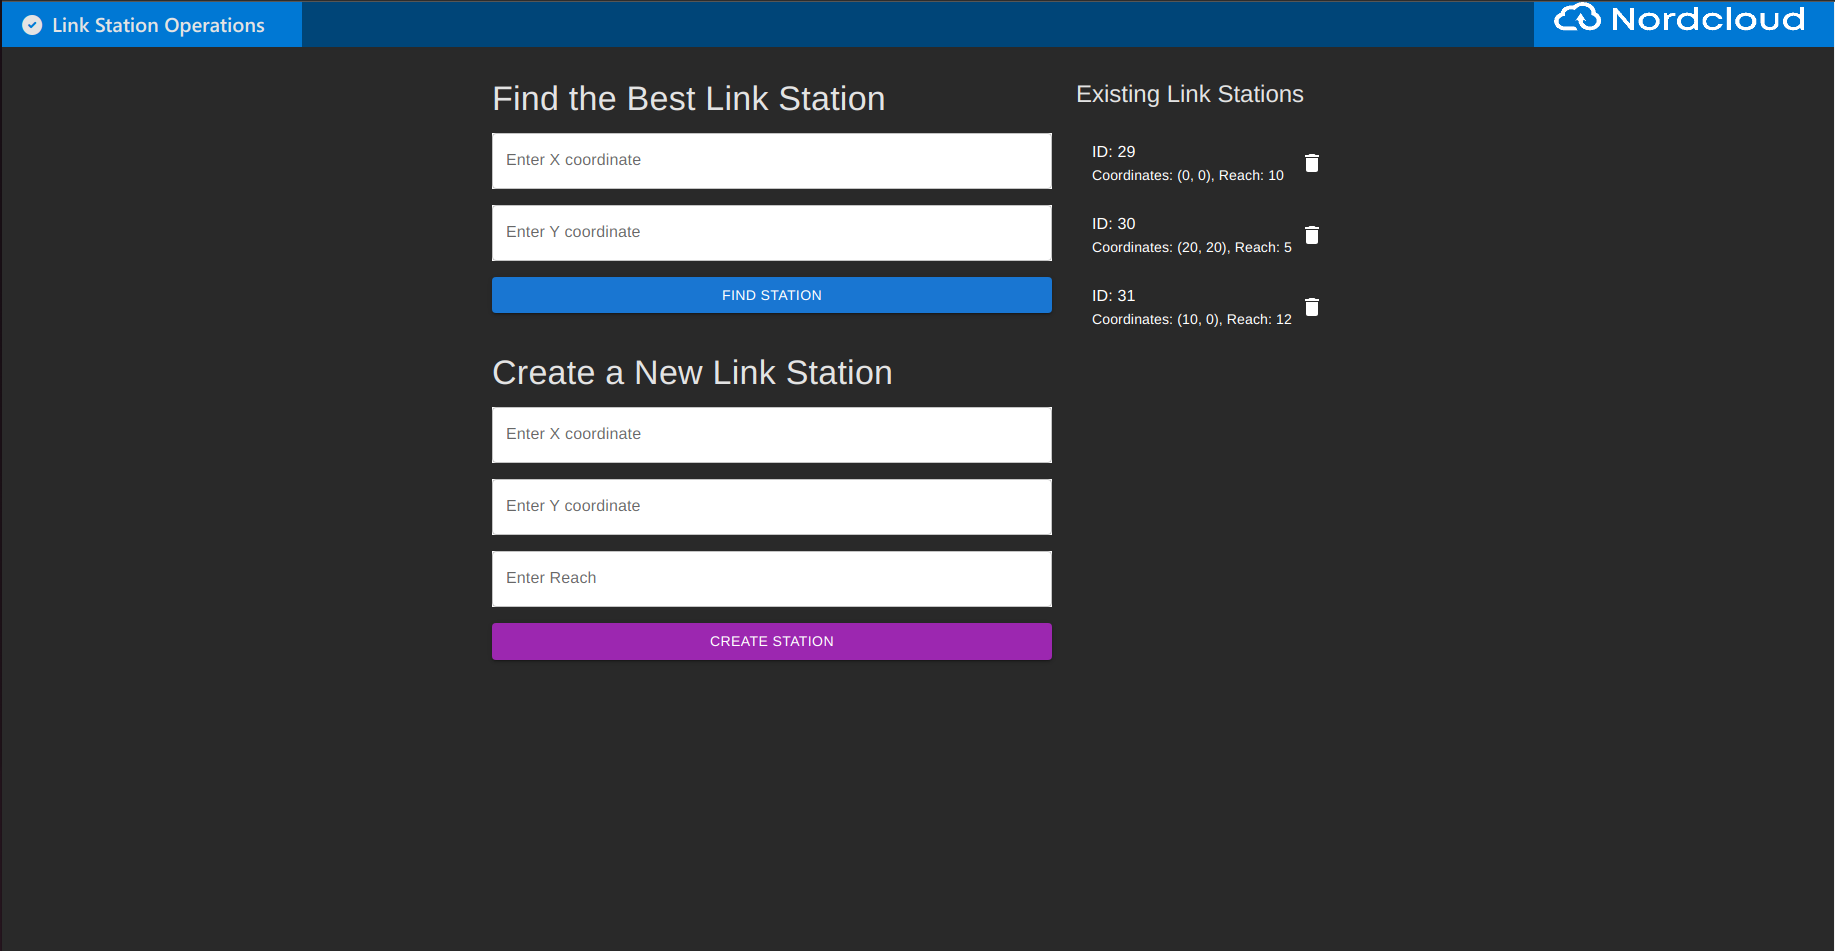 Link Station Operations
Nordcloud
Find the Best Link Station
Enter X coordinate
Enter Y coordinate
FIND STATION
Create a New Link Station
Enter X coordinate
Enter Y coordinate
Enter Reach
CREATE STATION
Existing Link Stations
ID: 29
Coordinates: (0, 0), Reach: 10
ID: 30
Coordinates: (20, 20), Reach: 5
ID: 31
Coordinates: (10, 0), Reach: 12